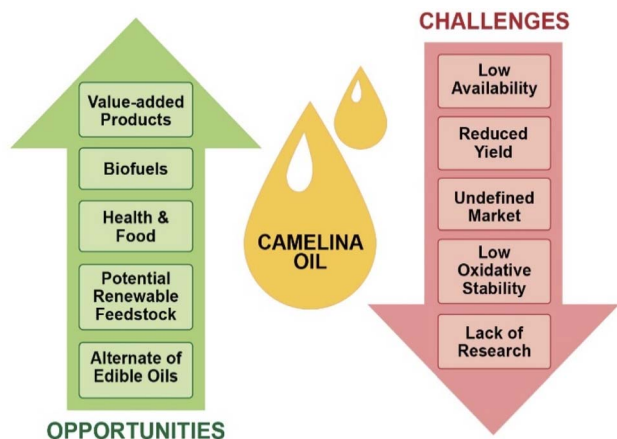 CHALLENGES
Value-added
Products
Biofuels
Health &
Food
Potential
Renewable
Feedstock
Alternate of
Edible Oils
OPPORTUNITIES
CAMELINA
OIL
Low
Availability
Reduced
Yield
Undefined
Market
Low
Oxidative
Stability
Lack of
Research